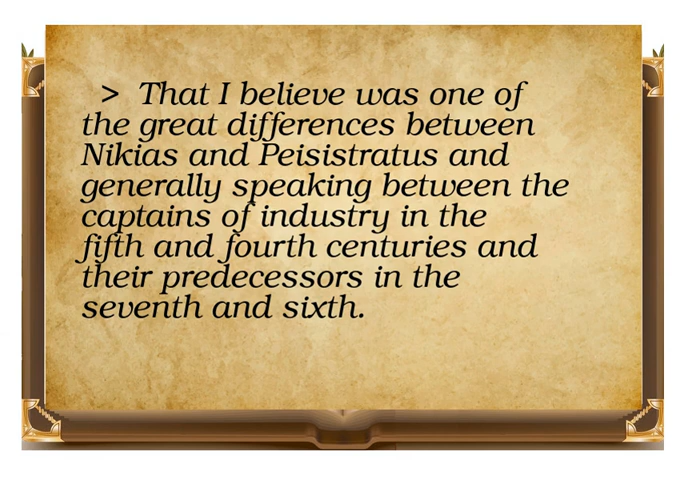 > That I believe was one of
the great differences between
Nikias and Peisistratus and
generally speaking between the
captains of industry in the
fifth and fourth centuries and
their predecessors in the
seventh and sixth.